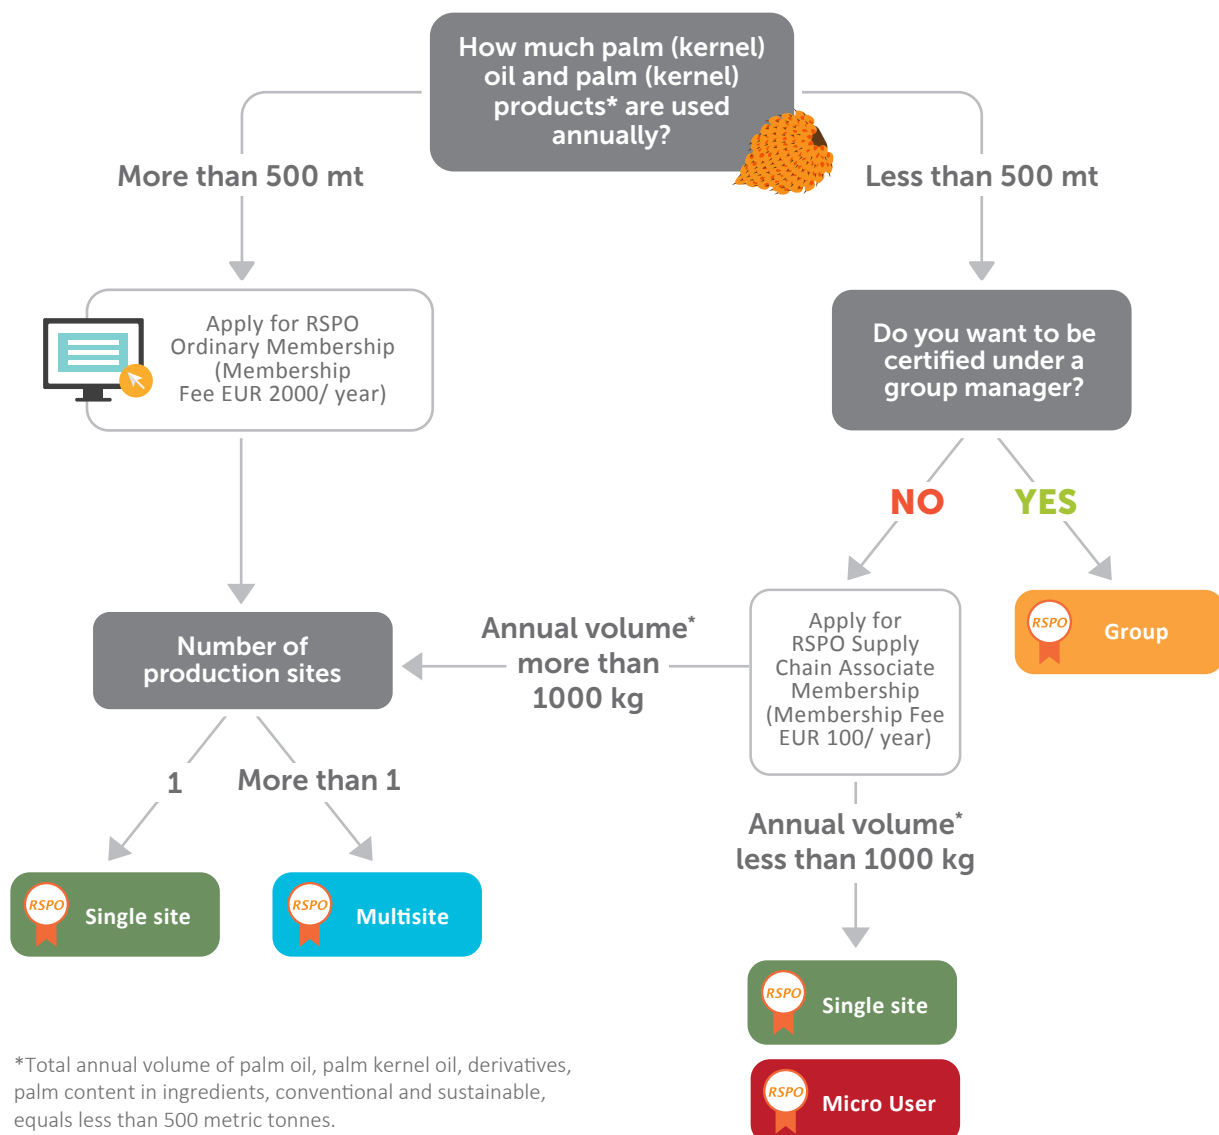 How much palm (kernel)
oil and palm (kernel)
products* are used
annually?
More than 500 mt
Less than 500 mt
Apply for RSPO
Ordinary Membership
(Membership
Fee EUR 2000/ year)
Do you want to be
certified under a
group manager?
NO
YES
Number of
production sites
Annual volume*
more than
1000 kg
Apply for
RSPO Supply
Chain Associate
Membership
(Membership Fee
EUR 100/ year)
RSPO
Group
1
More than 1
Annual volume*
less than 1000 kg
RSPO
Single site
RSPO
Multisite
RSPO
Single site
RSPO
Micro User
*Total annual volume of palm oil, palm kernel oil, derivatives,
palm content in ingredients, conventional and sustainable,
equals less than 500 metric tonnes.